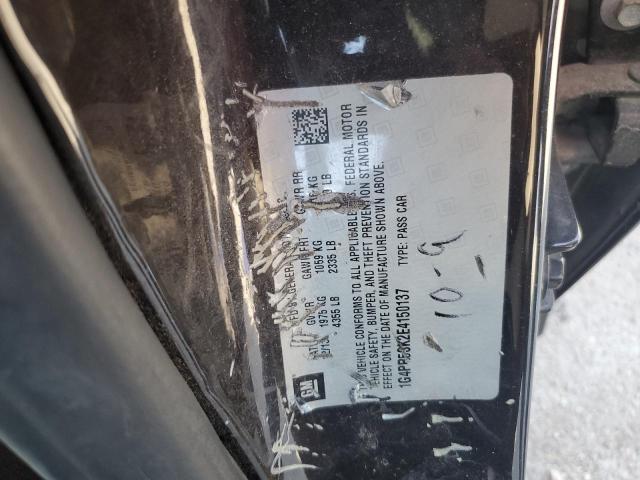 GM
GVWR GAWR FRT GAWR RR
1975 KG 1059 KG KG
4355 LB 2335 LB LB
VEHICLE CONFORMS TO ALL APPLICABLE FEDERAL MOTOR
VEHICLE SAFETY, BUMPER, AND THEFT PREVENTION STANDARDS IN
EFFECT ON THE DATE OF MANUFACTURE SHOWN ABOVE.
1G4PP5SK2E4150137 TYPE: PASS CAR
10-9